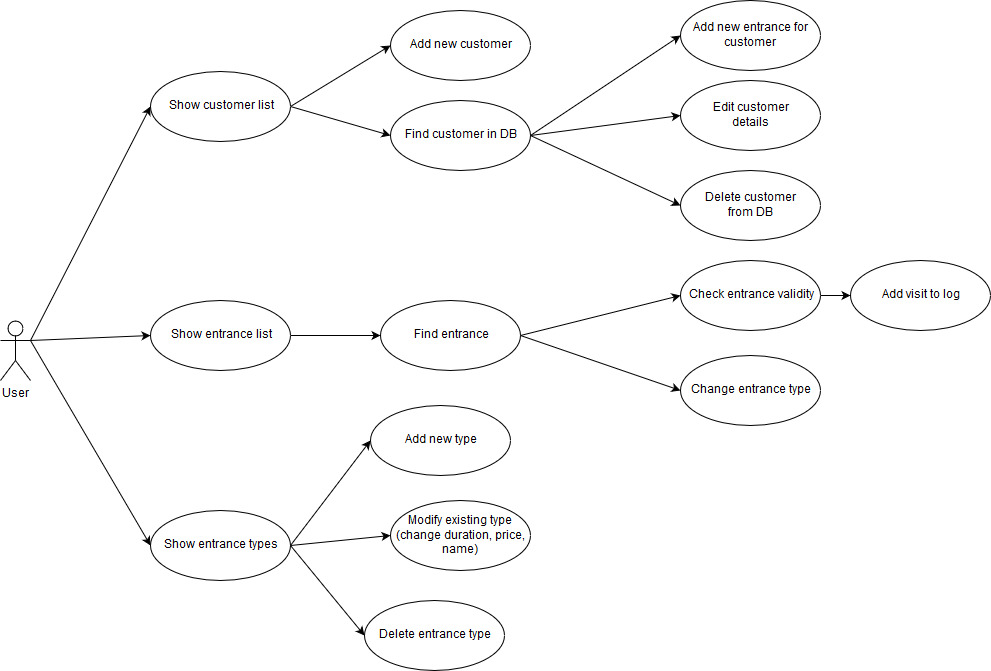 Add new customer
Show customer list
Find customer in DB
Add new entrance for
customer
Edit customer
details
Delete customer
from DB
User
Show entrance list
Find entrance
Check entrance validity
Add visit to log
Change entrance type
Show entrance types
Add new type
Modify existing type
(change duration, price,
name)
Delete entrance type